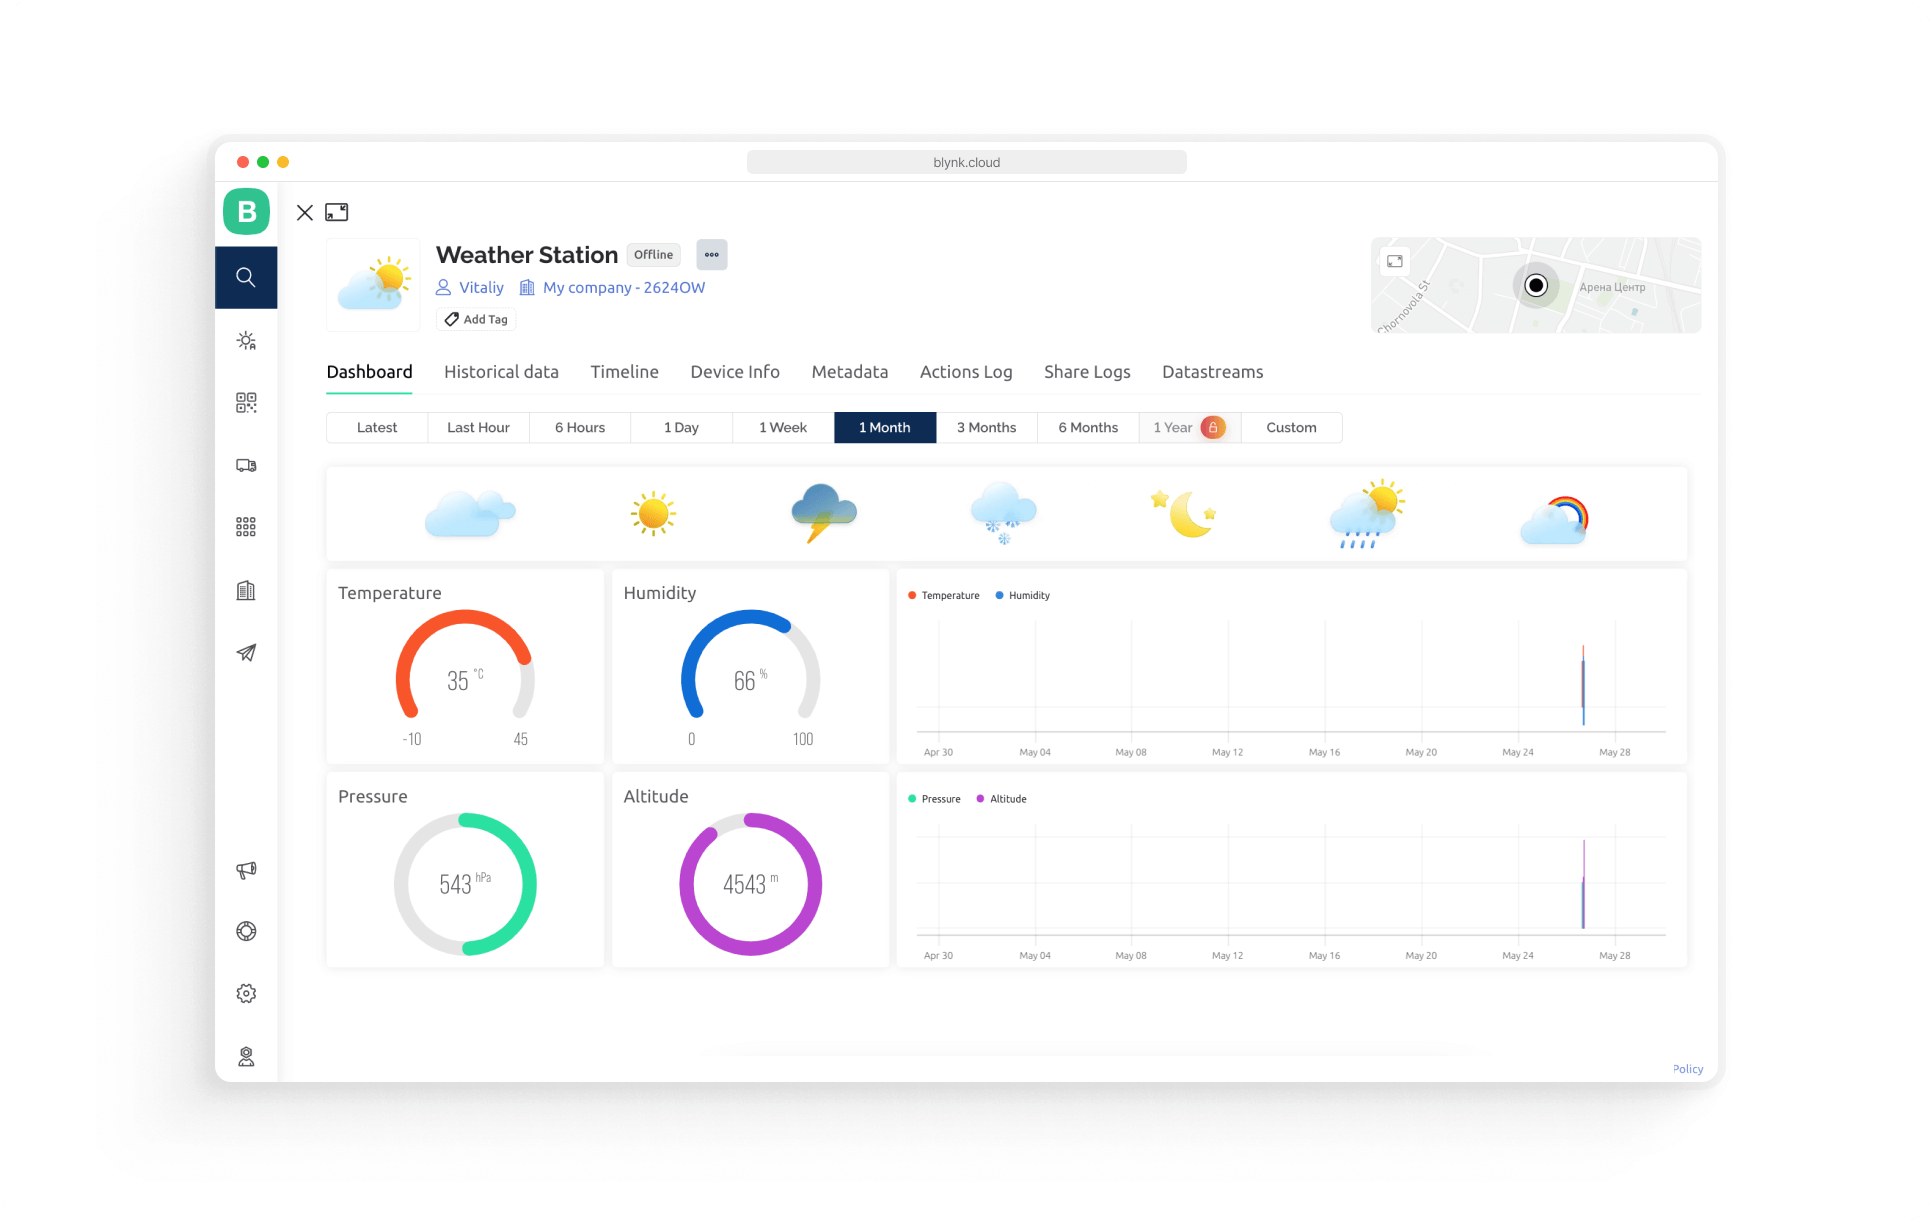 blynk.cloud
B
Weather Station Offline
Vitaliy My company - 2624OW
Add Tag
Chornovola St
Арена Центр
Dashboard Historical data Timeline Device Info Metadata Actions Log Share Logs Datastreams
Latest Last Hour 6 Hours 1 Day 1 Week 1 Month 3 Months 6 Months 1 Year Custom
Temperature
35 °C
-10 45
Humidity
66 %
0 100
Temperature Humidity
Apr 30 May 04 May 08 May 12 May 16 May 20 May 24 May 28
Pressure
543 hPa
Altitude
4543 m
Pressure Altitude
Apr 30 May 04 May 08 May 12 May 16 May 20 May 24 May 28
Policy